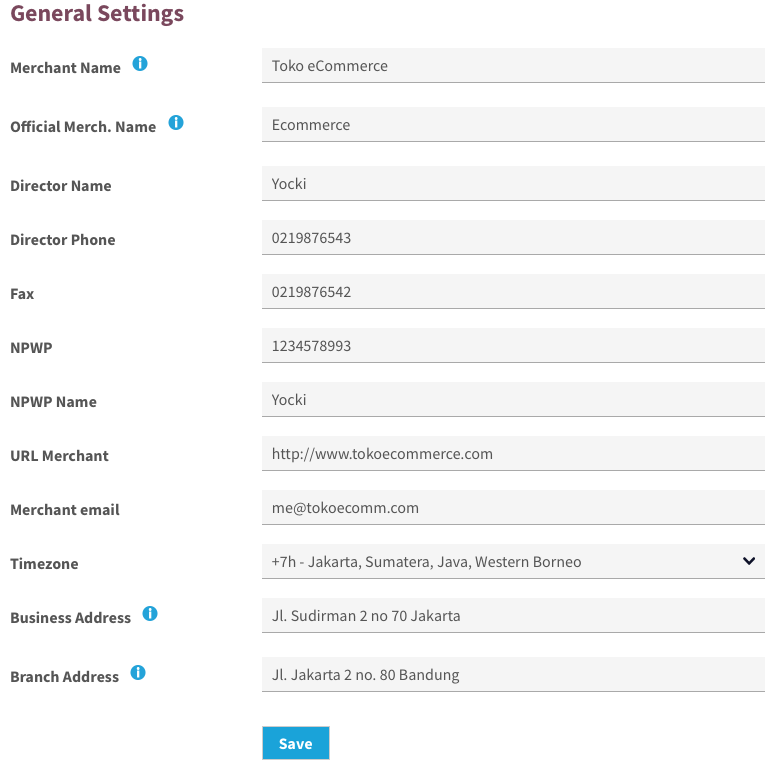 General Settings
Merchant Name Toko eCommerce
Official Merch. Name Ecommerce
Director Name Yocki
Director Phone 0219876543
Fax 0219876542
NPWP 1234578993
NPWP Name Yocki
URL Merchant http://www.tokoecommerce.com
Merchant email me@tokoecomm.com
Timezone +7h - Jakarta, Sumatera, Java, Western Borneo
Business Address Jl. Sudirman 2 no 70 Jakarta
Branch Address Jl. Jakarta 2 no. 80 Bandung
Save